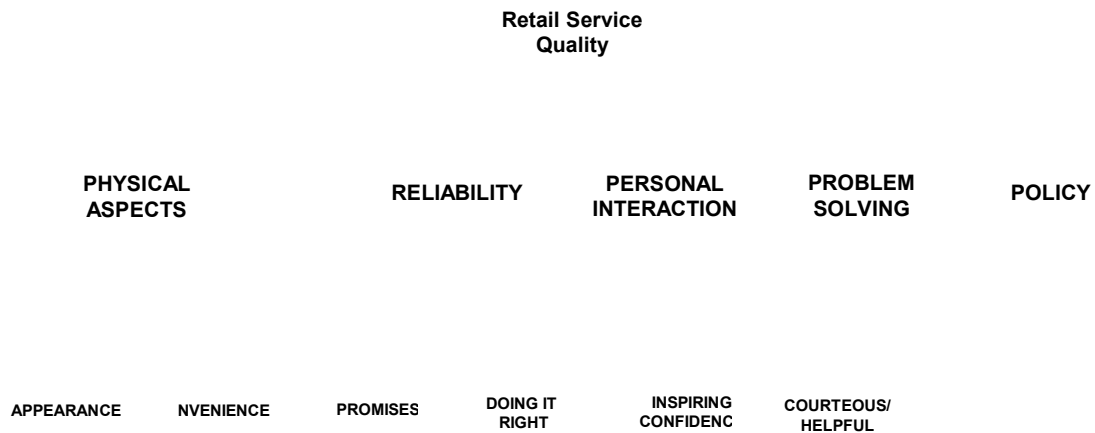 Retail Service
Quality
PHYSICAL
ASPECTS
RELIABILITY
PERSONAL
INTERACTION
PROBLEM
SOLVING
POLICY
APPEARANCE
NVENIENCE
PROMISES
DOING IT
RIGHT
INSPIRING
CONFIDENC
COURTEOUS/
HELPFUL